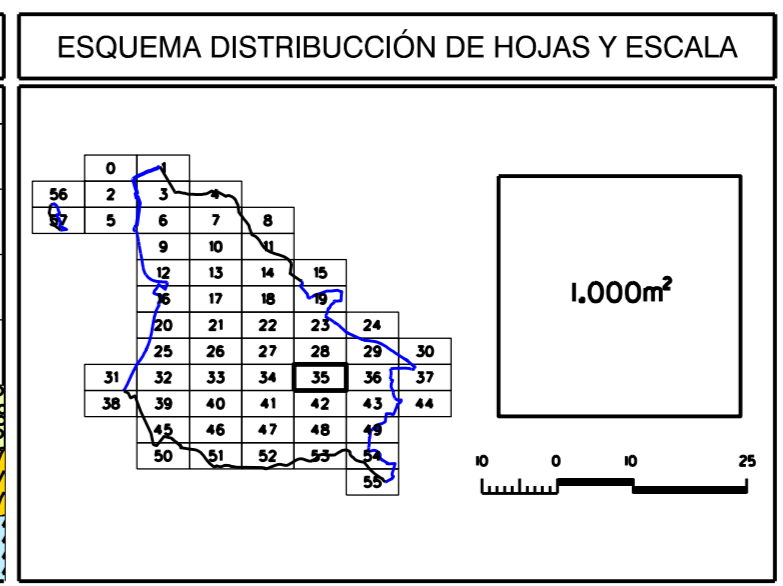 ESQUEMA DISTRIBUCCIÓN DE HOJAS Y ESCALA
0 1
56 2 3 4
57 5 6 7 8
9 10 11
12 13 14 15
16 17 18 19
20 21 22 23 24
25 26 27 28 29 30
31 32 33 34 35 36 37
38 39 40 41 42 43 44
45 46 47 48 49
50 51 52 53 54
55
1.000m²
10 0 10 25